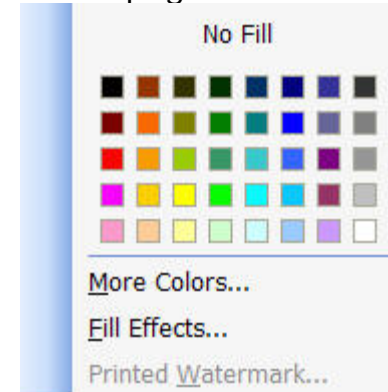 No Fill
More Colors...
Fill Effects...
Printed Watermark...